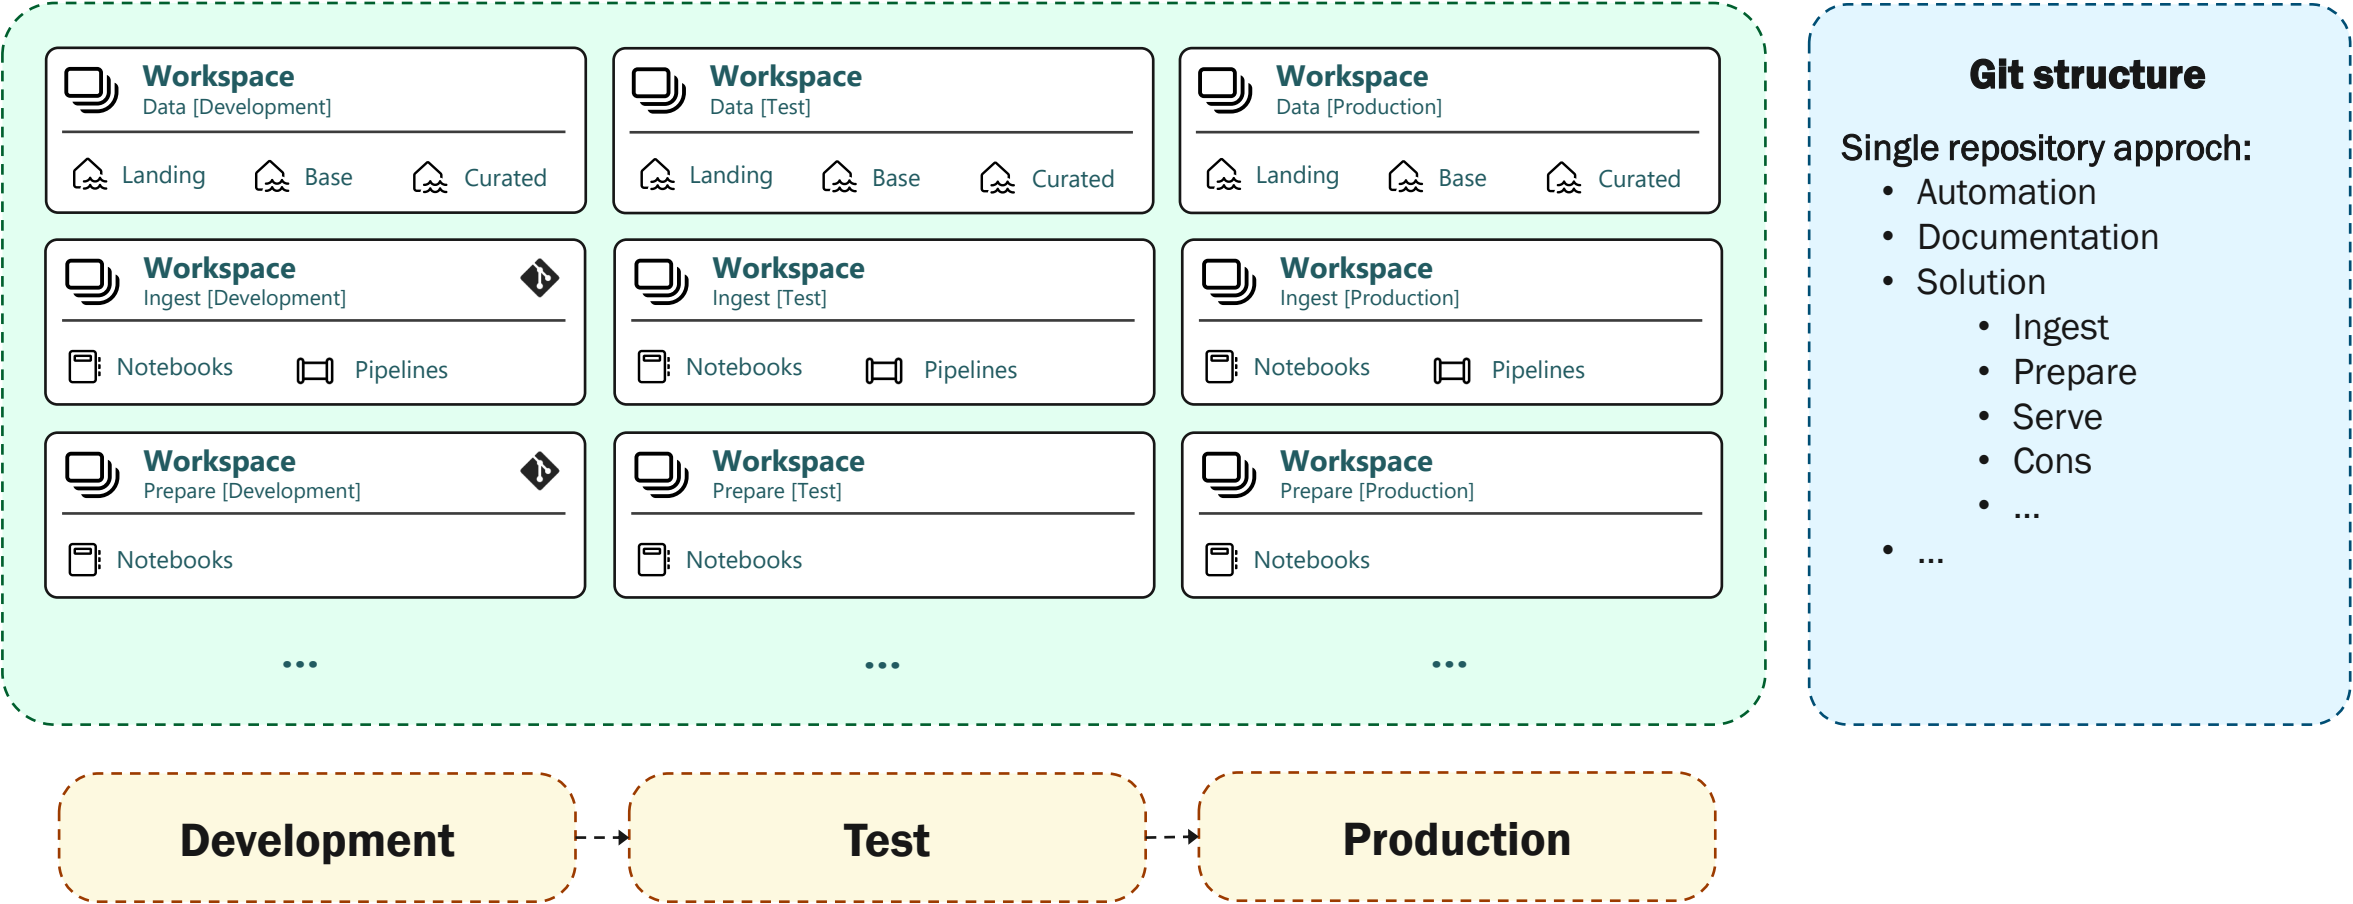 Workspace
Data [Development]
Landing Base Curated
Workspace
Data [Test]
Landing Base Curated
Workspace
Data [Production]
Landing Base Curated
Workspace
Ingest [Development]
Notebooks Pipelines
Workspace
Ingest [Test]
Notebooks Pipelines
Workspace
Ingest [Production]
Notebooks Pipelines
Workspace
Prepare [Development]
Notebooks
Workspace
Prepare [Test]
Notebooks
Workspace
Prepare [Production]
Notebooks
... ... ...
Development
Test
Production
Git structure
Single repository approch:
• Automation
• Documentation
• Solution
• Ingest
• Prepare
• Serve
• Cons
• ...
• ...